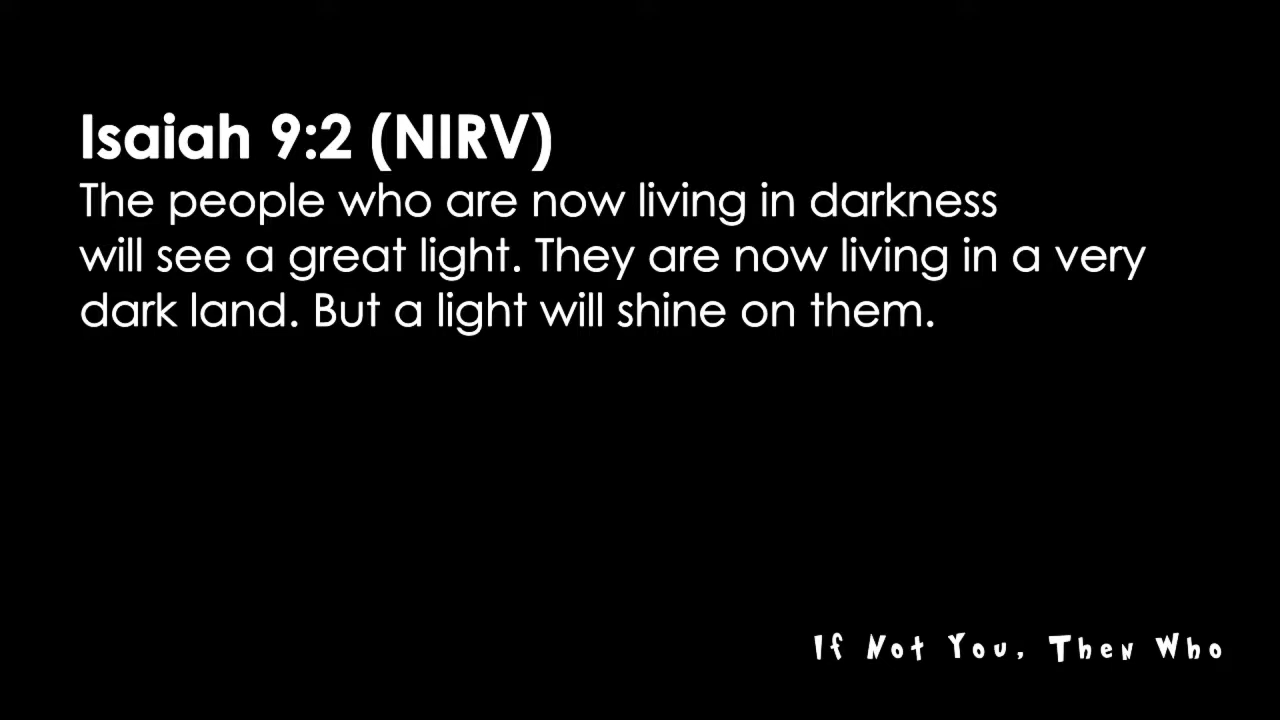 Isaiah 9:2 (NIRV)
The people who are now living in darkness
will see a great light. They are now living in a very
dark land. But a light will shine on them.
If Not You, Then Who